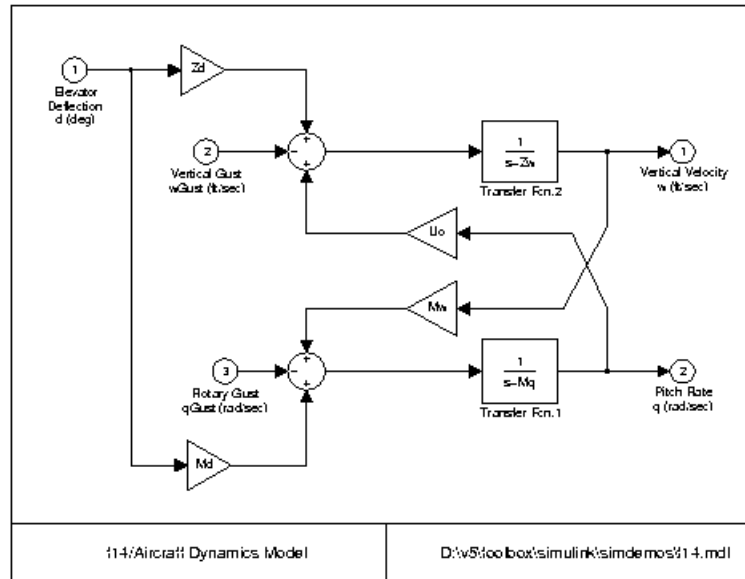 1
Elevator
Deflection
d (deg)
Zd
2
Vertical Gust
wGust (ft/sec)
+
−
+
1
s-Zw
Transfer Fcn.2
1
Vertical Velocity
w (ft/sec)
Uo
Mw
3
Rotary Gust
qGust (rad/sec)
+
−
+
1
s-Mq
Transfer Fcn.1
2
Pitch Rate
q (rad/sec)
Md
f14/Aircraft Dynamics Model
D:\v5\toolbox\simulink\simdemos\f14.mdl